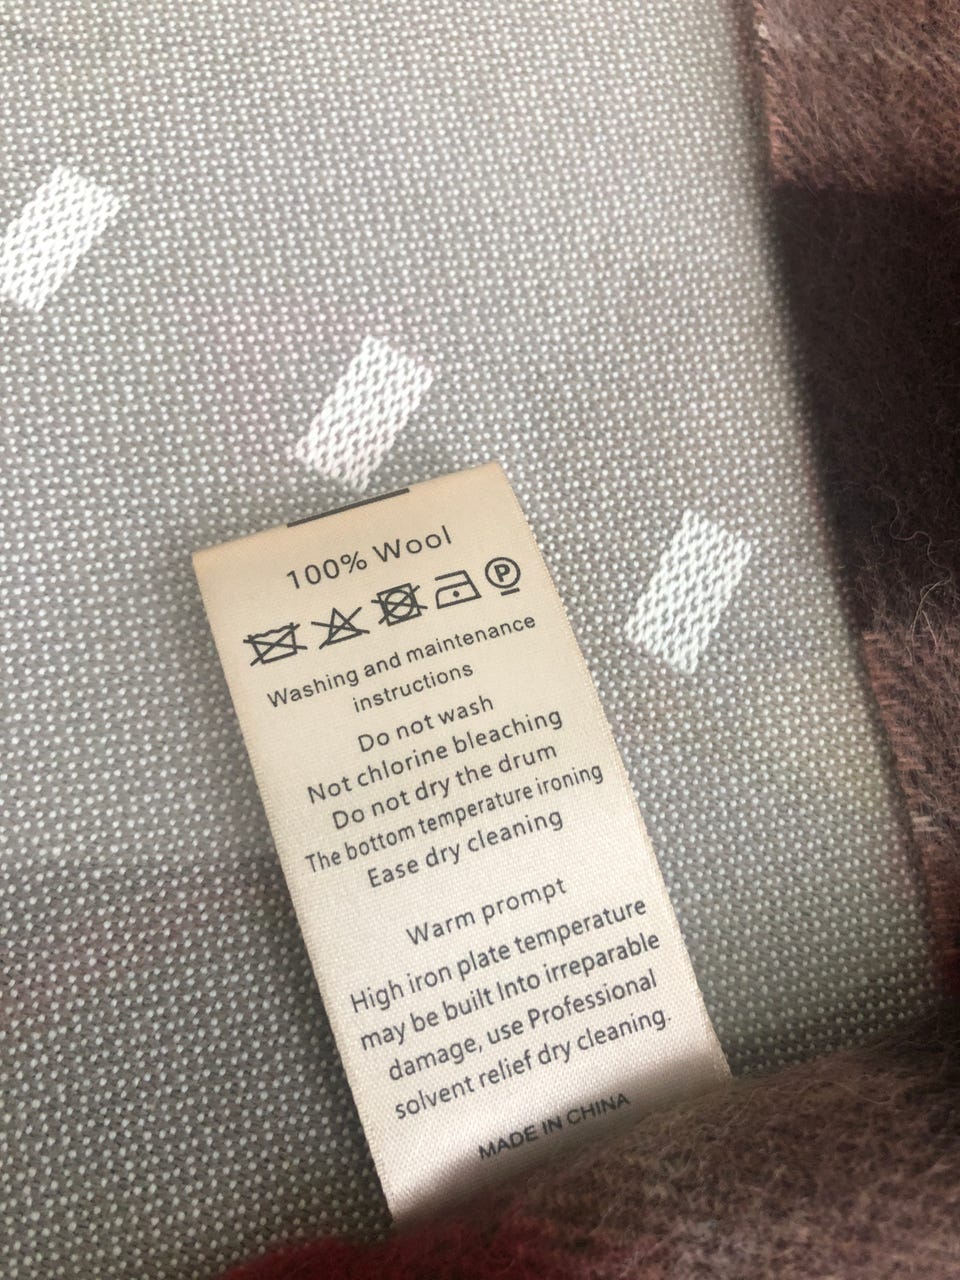 100% Wool
P
Washing and maintenance
instructions
Do not wash
Not chlorine bleaching
Do not dry the drum
The bottom temperature ironing
Ease dry cleaning
Warm prompt
High iron plate temperature
may be built Into irreparable
damage, use Professional
solvent relief dry cleaning.
MADE IN CHINA